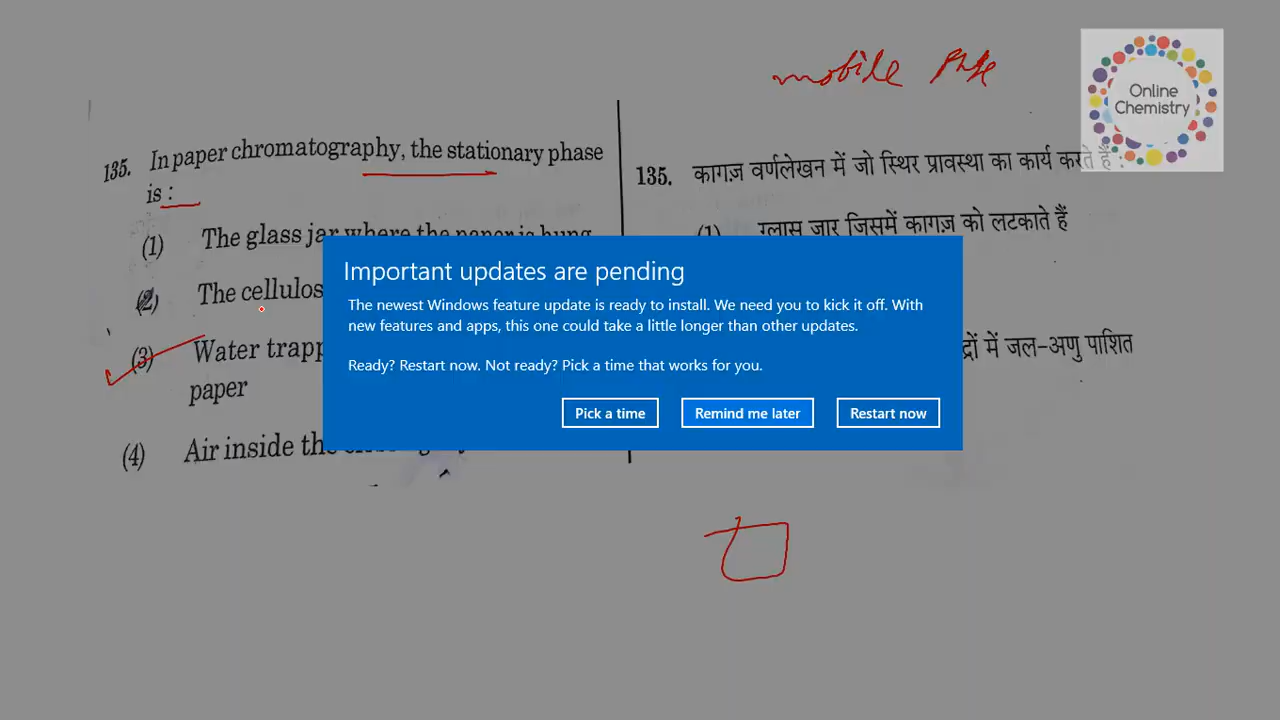 mobile
Online
Chemistry
135. In paper chromatography, the stationary phase
is :
(1) The glass jar where the paper is hung
(2) The cellulos
(3) Water trapp
paper
(4) Air inside the
135. कागज़ वर्णलेखन में जो स्थिर प्रावस्था का कार्य करते हैं :
(1) ग्लास जार जिसमें कागज़ को लटकाते हैं
में जल-अणु पाशित
Important updates are pending
The newest Windows feature update is ready to install. We need you to kick it off. With
new features and apps, this one could take a little longer than other updates.
Ready? Restart now. Not ready? Pick a time that works for you.
Pick a time
Remind me later
Restart now